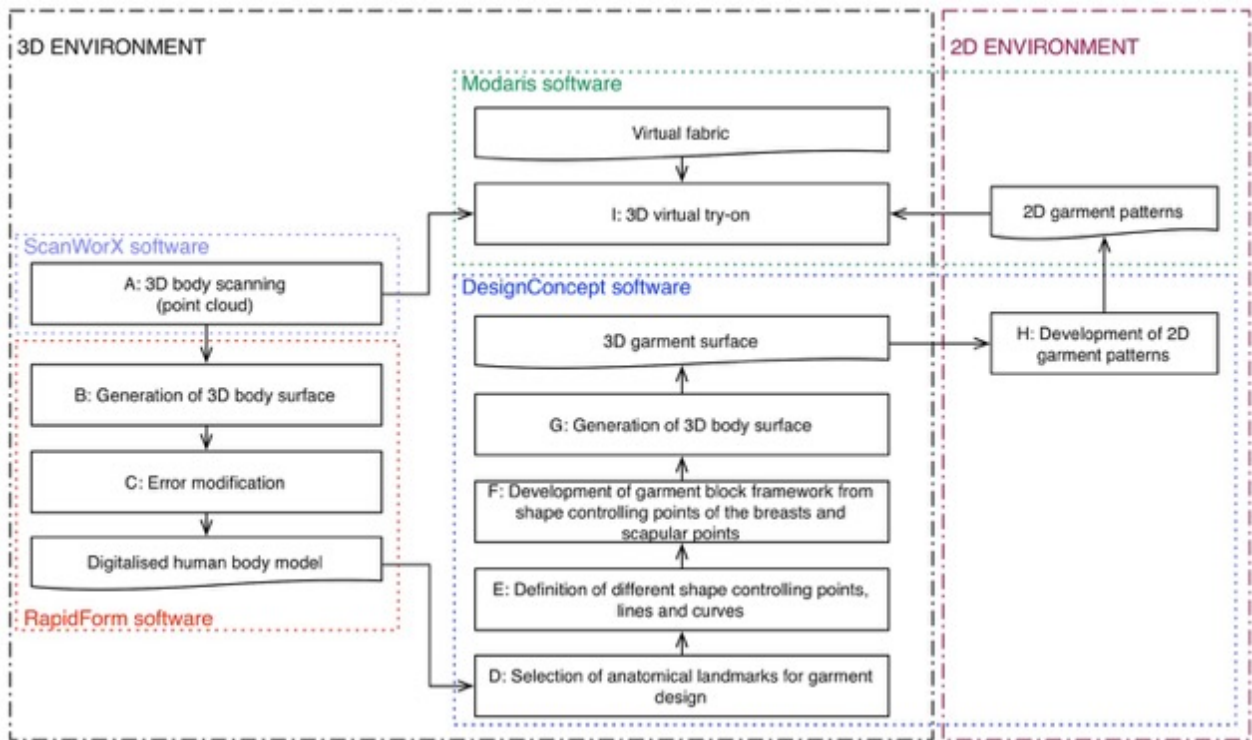 3D ENVIRONMENT
2D ENVIRONMENT
Modaris software
Virtual fabric
I: 3D virtual try-on
2D garment patterns
ScanWorX software
A: 3D body scanning
(point cloud)
DesignConcept software
3D garment surface
H: Development of 2D
garment patterns
B: Generation of 3D body surface
G: Generation of 3D body surface
C: Error modification
F: Development of garment block framework from
shape controlling points of the breasts and
scapular points
Digitalised human body model
E: Definition of different shape controlling points,
lines and curves
RapidForm software
D: Selection of anatomical landmarks for garment
design